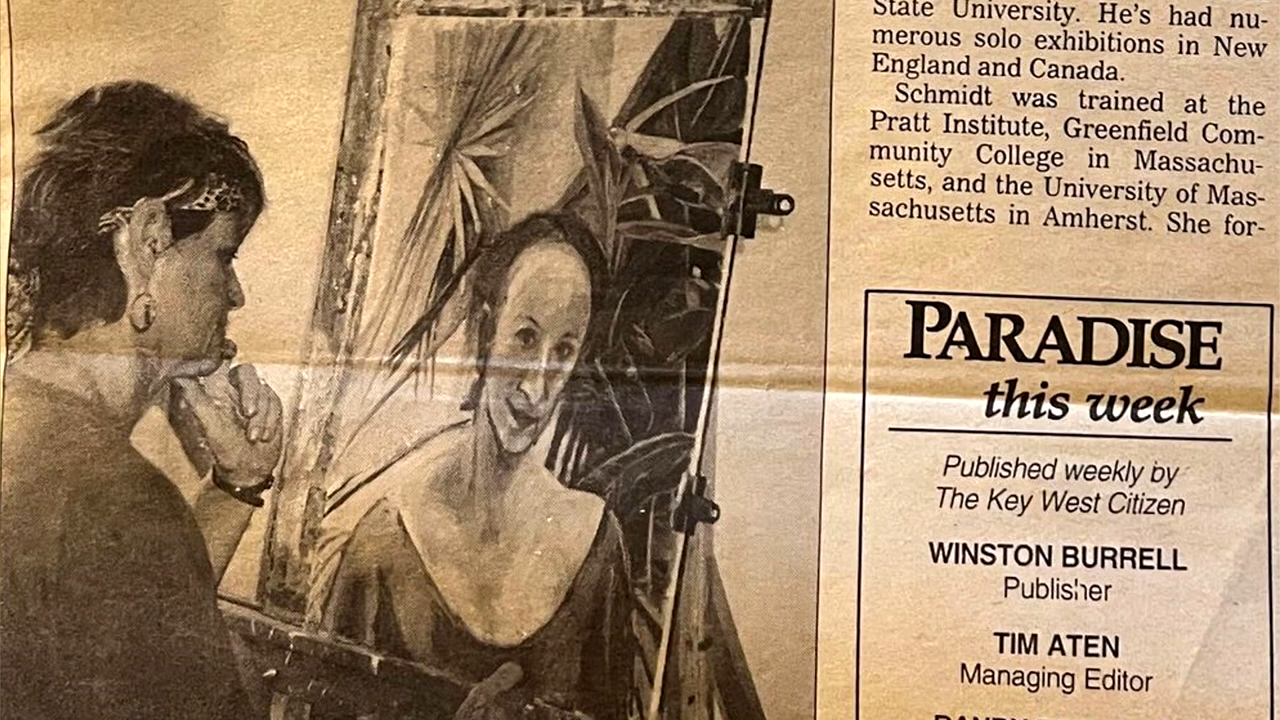 State University. He's had nu-
merous solo exhibitions in New
England and Canada.
Schmidt was trained at the
Pratt Institute, Greenfield Com-
munity College in Massachu-
setts, and the University of Mas-
sachusetts in Amherst. She for-
PARADISE
this week
Published weekly by
The Key West Citizen
WINSTON BURRELL
Publisher
TIM ATEN
Managing Editor